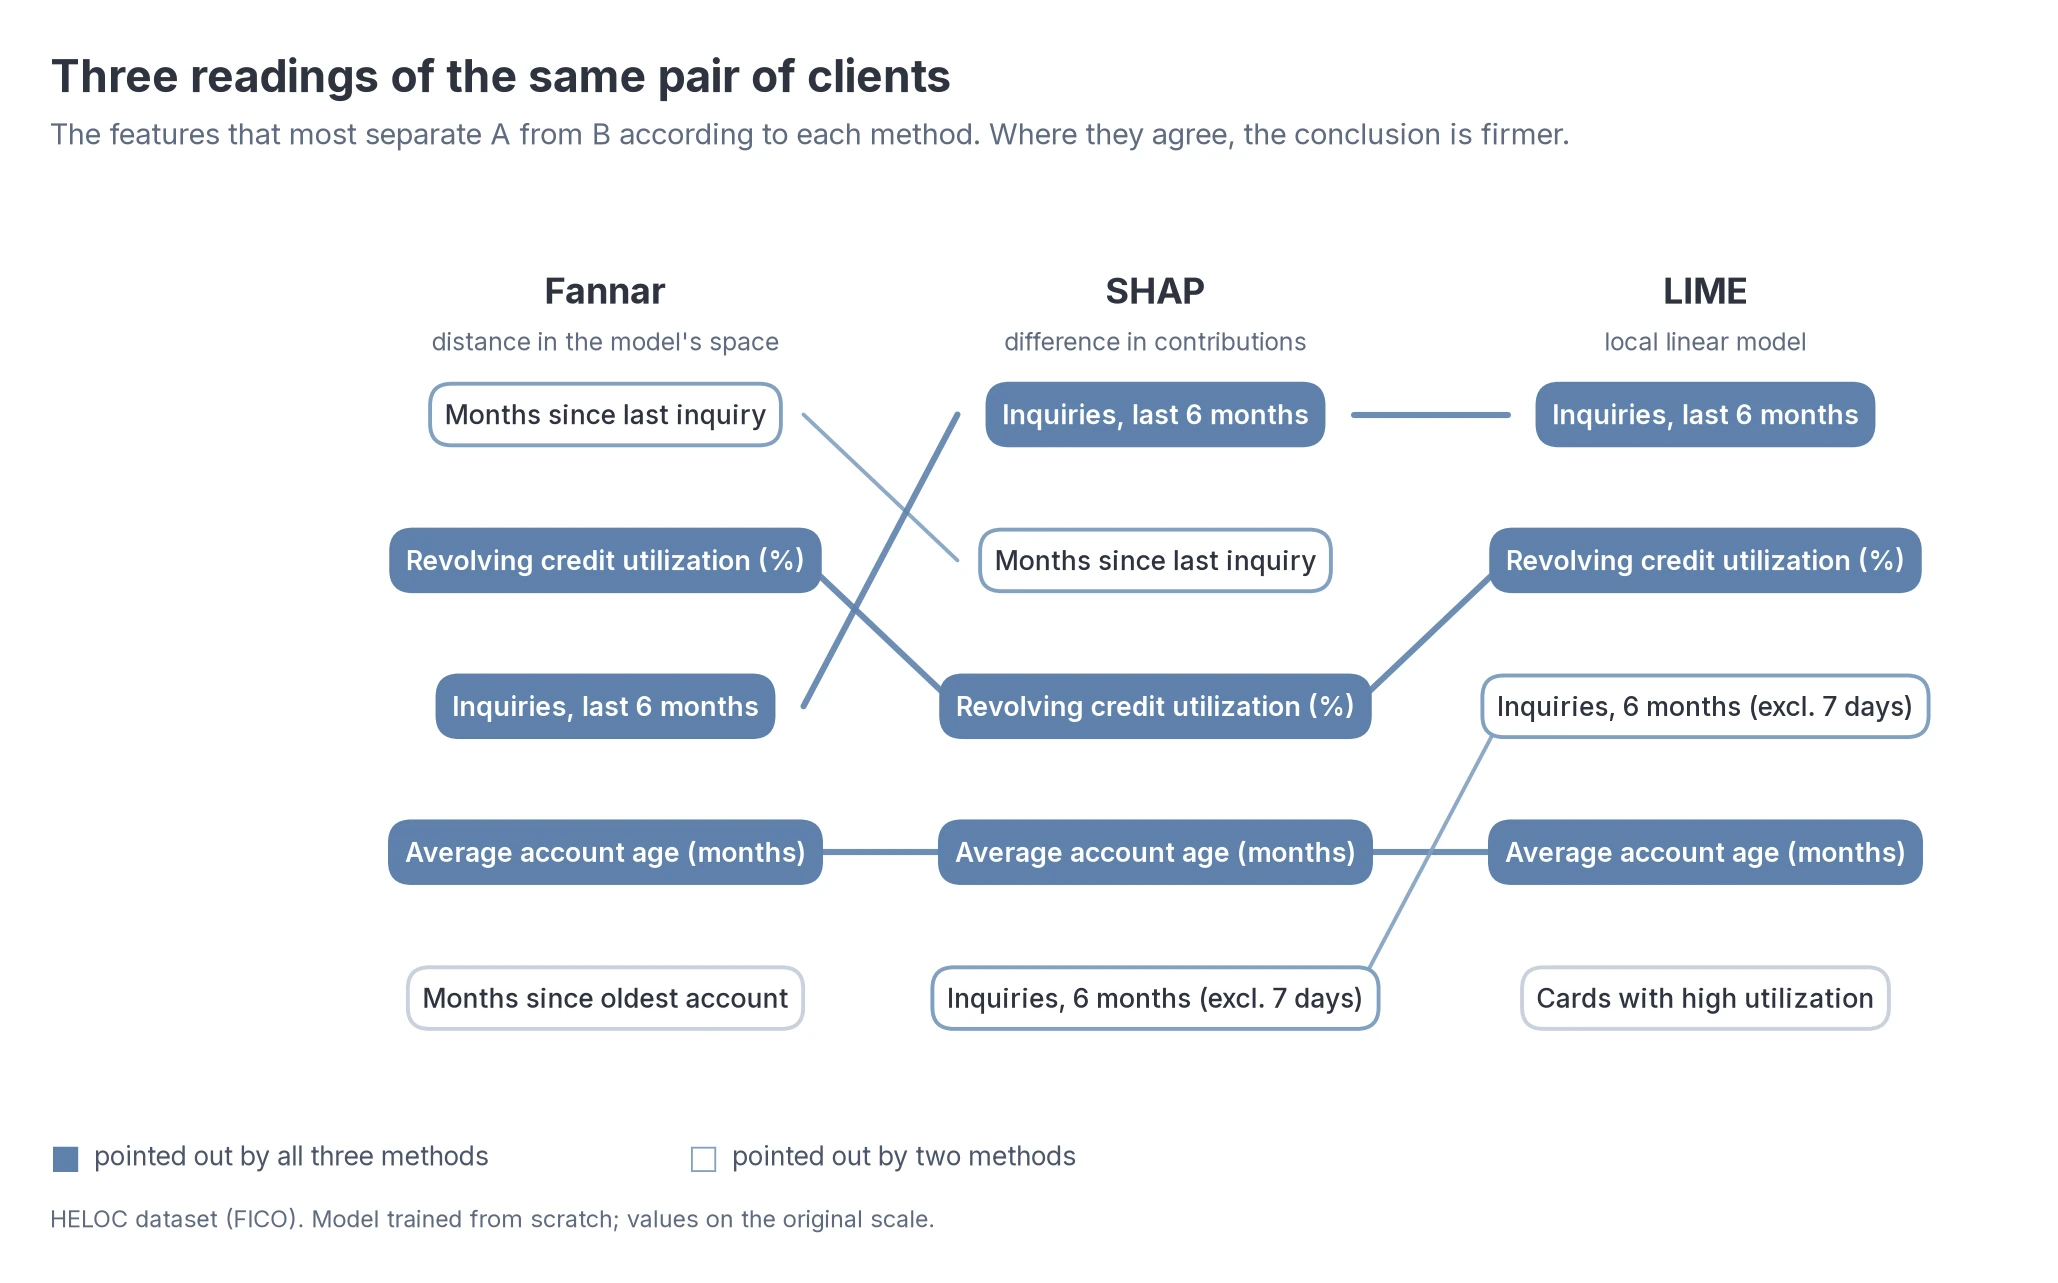 Three readings of the same pair of clients
The features that most separate A from B according to each method. Where they agree, the conclusion is firmer.
Fannar
SHAP
LIME
distance in the model's space
difference in contributions
local linear model
Months since last inquiry
Inquiries, last 6 months
Inquiries, last 6 months
Revolving credit utilization (%)
Months since last inquiry
Revolving credit utilization (%)
Inquiries, last 6 months
Revolving credit utilization (%)
Inquiries, 6 months (excl. 7 days)
Average account age (months)
Average account age (months)
Average account age (months)
Months since oldest account
Inquiries, 6 months (excl. 7 days)
Cards with high utilization
pointed out by all three methods
pointed out by two methods
HELOC dataset (FICO). Model trained from scratch; values on the original scale.